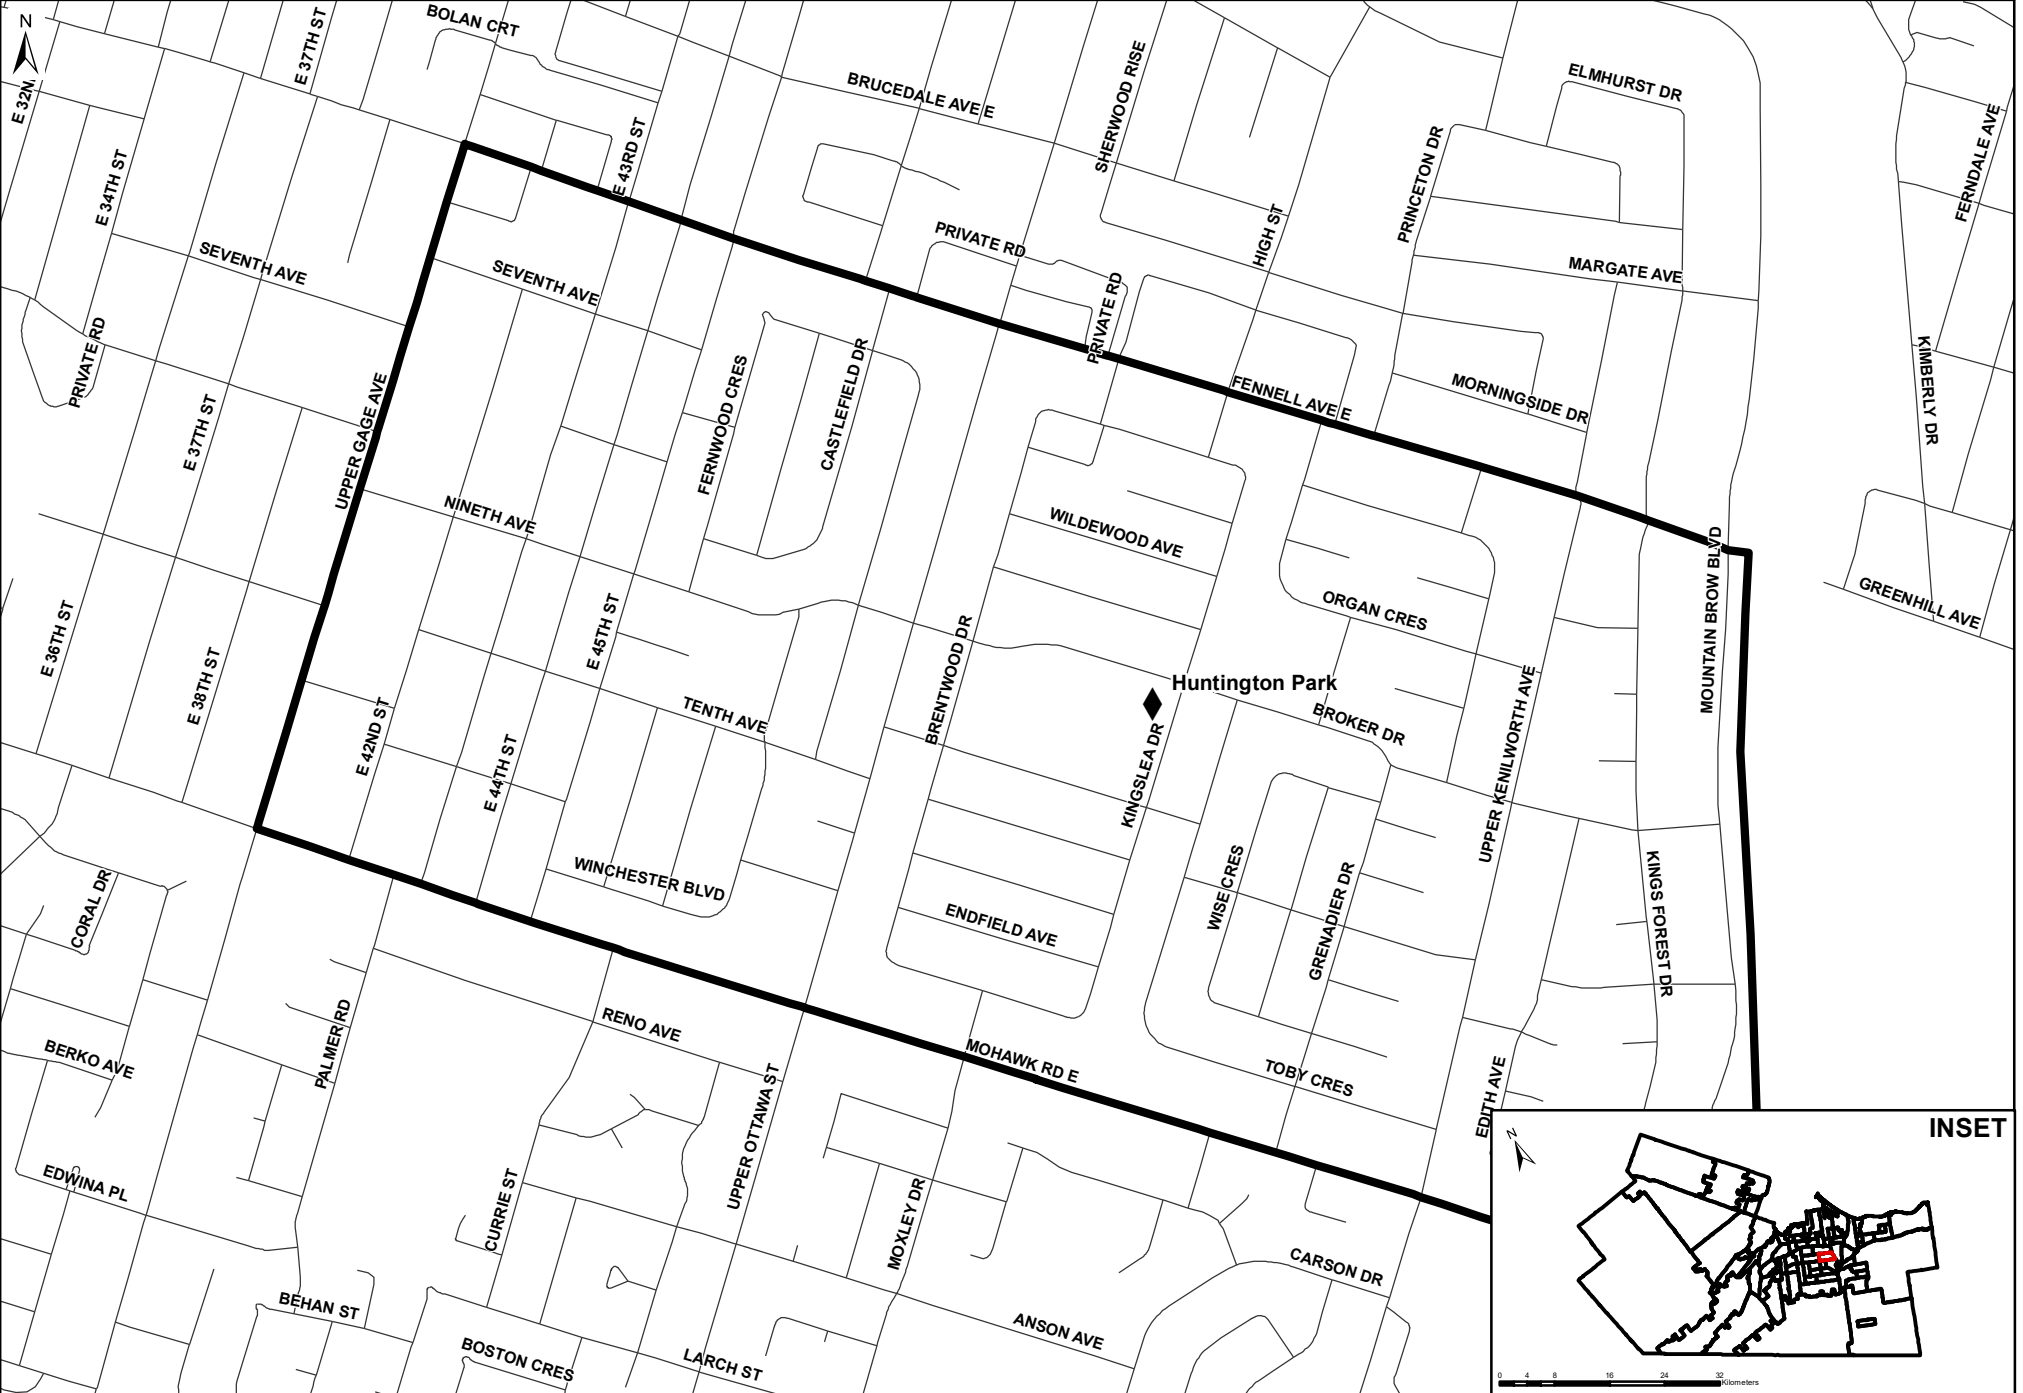 N
E 37TH ST
BOLAN CRT
E 32N
BRUCEDALE AVE E
SHERWOOD RISE
ELMHURST DR
FERNDALE AVE
E 34TH ST
E 43RD ST
PRINCETON DR
HIGH ST
SEVENTH AVE
SEVENTH AVE
PRIVATE RD
PRIVATE RD
PRIVATE RD
MARGATE AVE
KIMBERLY DR
E 37TH ST
UPPER GAGE AVE
FERNWOOD CRES
CASTLEFIELD DR
FENNELL AVE E
MORNINGSIDE DR
NINETH AVE
WILDEWOOD AVE
MOUNTAIN BROW BLVD
GREENHILL AVE
E 36TH ST
E 38TH ST
E 45TH ST
ORGAN CRES
BRENTWOOD DR
Huntington Park
E 42ND ST
TENTH AVE
E 44TH ST
BROKER DR
KINGSLEA DR
UPPER KENILWORTH AVE
WINCHESTER BLVD
CORAL DR
ENDFIELD AVE
WISE CRES
GRENADIER DR
KINGS FOREST DR
BERKO AVE
PALMER RD
RENO AVE
MOHAWK RD E
TOBY CRES
EDITH AVE
UPPER OTTAWA ST
EDWINA PL
CURRIE ST
MOXLEY DR
CARSON DR
BEHAN ST
BOSTON CRES
LARCH ST
ANSON AVE
INSET
N
0 4 8 16 24 32
Kilometers